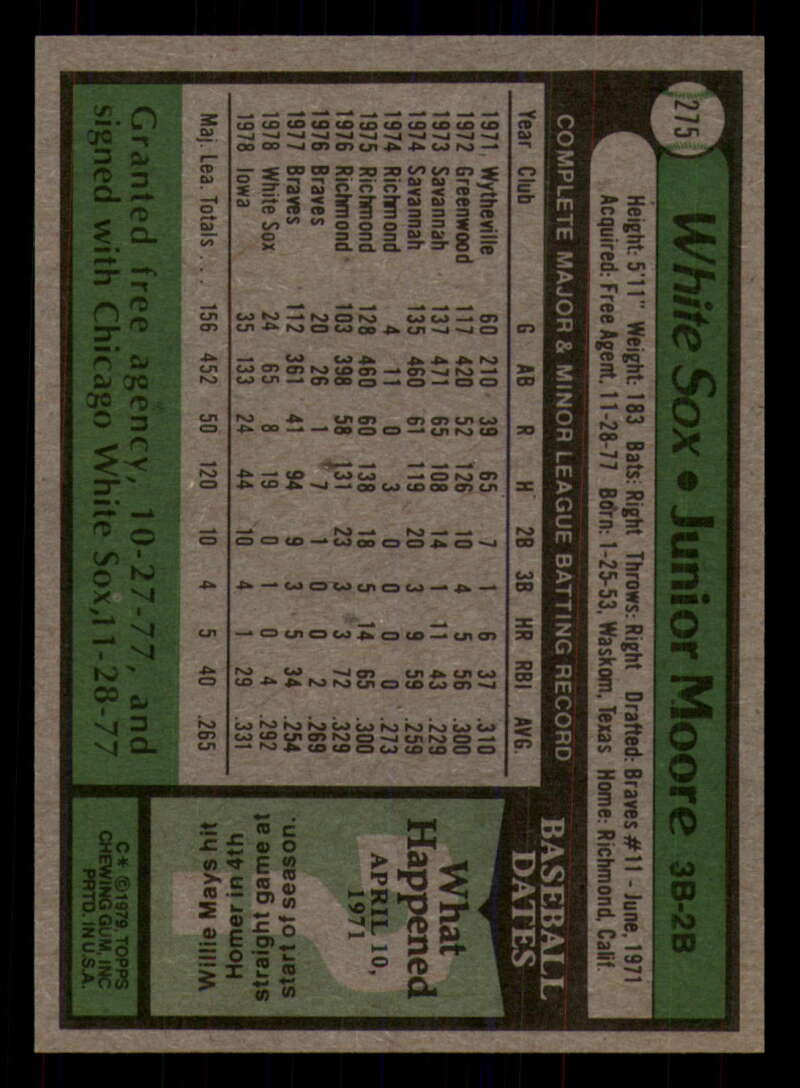 275
White Sox • Junior Moore 3B-2B
Height: 5'11" Weight: 183 Bats: Right Throws: Right Drafted: Braves #11 - June, 1971
Acquired: Free Agent, 11-28-77 Born: 1-25-53, Waskom, Texas Home: Richmond, Calif.
COMPLETE MAJOR & MINOR LEAGUE BATTING RECORD
Year Club G AB R H 2B 3B HR RBI AVG.
1971 Wytheville 60 210 39 65 7 1 6 37 .310
1972 Greenwood 117 420 52 126 10 4 5 56 .300
1973 Savannah 137 471 65 108 14 1 11 43 .229
1974 Savannah 135 460 61 119 20 3 9 59 .259
1974 Richmond 4 11 0 3 0 0 0 0 .273
1975 Richmond 128 460 60 138 18 5 14 65 .300
1976 Richmond 103 398 58 131 23 3 3 72 .329
1976 Braves 20 26 1 7 1 0 0 2 .269
1977 Braves 112 361 41 94 9 3 5 34 .254
1978 White Sox 24 65 8 19 0 1 0 4 .292
1978 Iowa 35 133 24 44 10 4 1 29 .331
Maj. Lea. Totals . . . 156 452 50 120 10 4 5 40 .265
BASEBALL
DATES
What
Happened
APRIL 10,
1971
Willie Mays hit
Homer in 4th
straight game at
start of season.
Granted free agency, 10-27-77, and
signed with Chicago White Sox, 11-28-77
C* ©1979, TOPPS
CHEWING GUM, INC
PRTD. IN U.S.A.